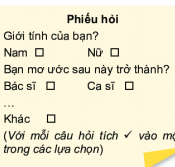 Phiếu hỏi
Giới tính của bạn?
Nam □ Nữ □
Bạn mơ ước sau này trở thành?
Bác sĩ □ Ca sĩ □
...
Khác □
(Với mỗi câu hỏi tích ✓ vào
trong các lựa chọn)